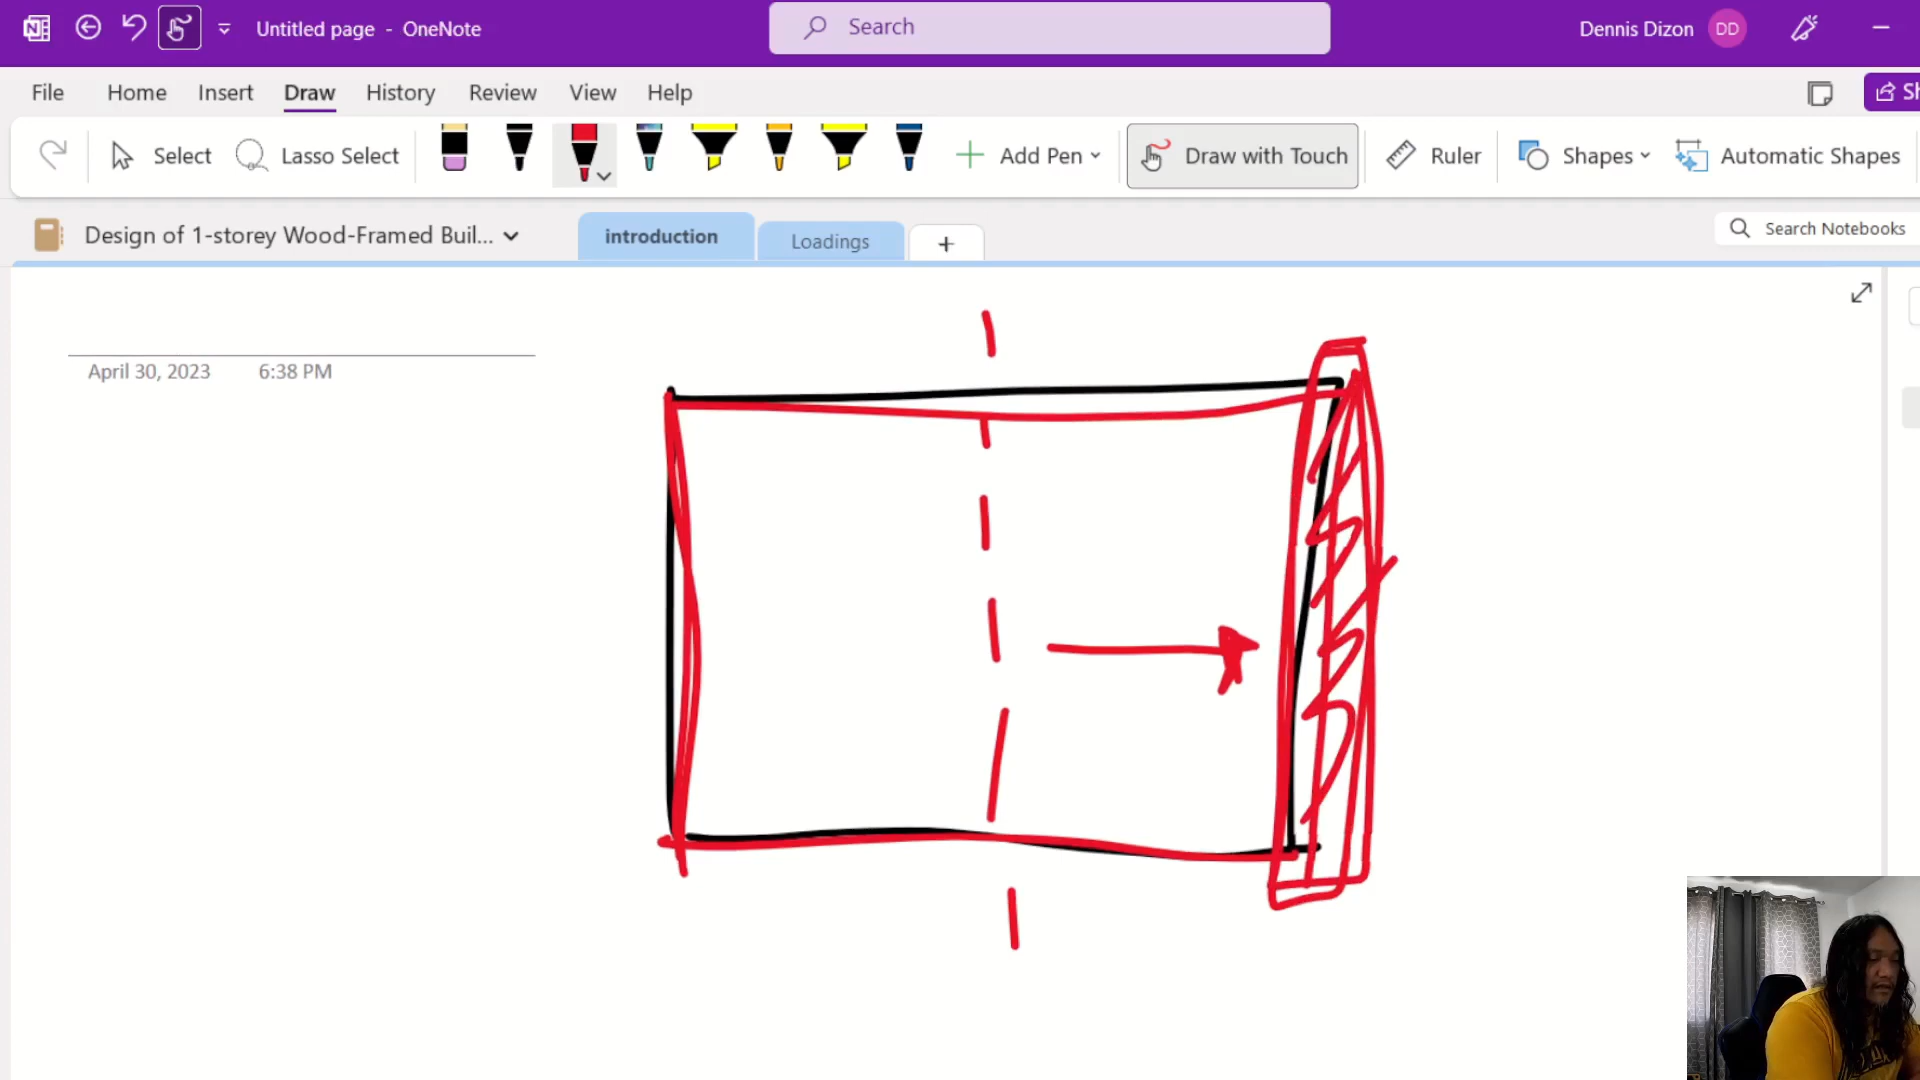 Untitled page - OneNote
Search
Dennis Dizon DD
File Home Insert Draw History Review View Help
Select Lasso Select Add Pen Draw with Touch Ruler Shapes Automatic Shapes
Design of 1-storey Wood-Framed Buil... introduction Loadings + Search Notebooks
April 30, 2023 6:38 PM